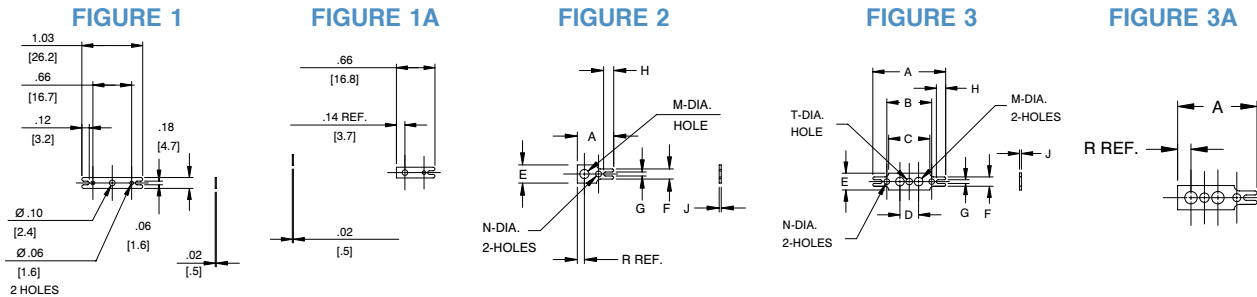 FIGURE 1
1.03
[26.2]
.66
[16.7]
.12
[3.2]
.18
[4.7]
Ø.10
[2.4]
.06
[1.6]
Ø.06
[1.6]
2 HOLES
.02
[.5]
FIGURE 1A
.66
[16.8]
.14 REF.
[3.7]
.02
[.5]
FIGURE 2
H
M-DIA.
HOLE
A
E
G
F
J
N-DIA.
2-HOLES
R REF.
FIGURE 3
A
H
B
M-DIA.
2-HOLES
T-DIA.
HOLE
C
J
E
G
F
D
N-DIA.
2-HOLES
FIGURE 3A
A
R REF.